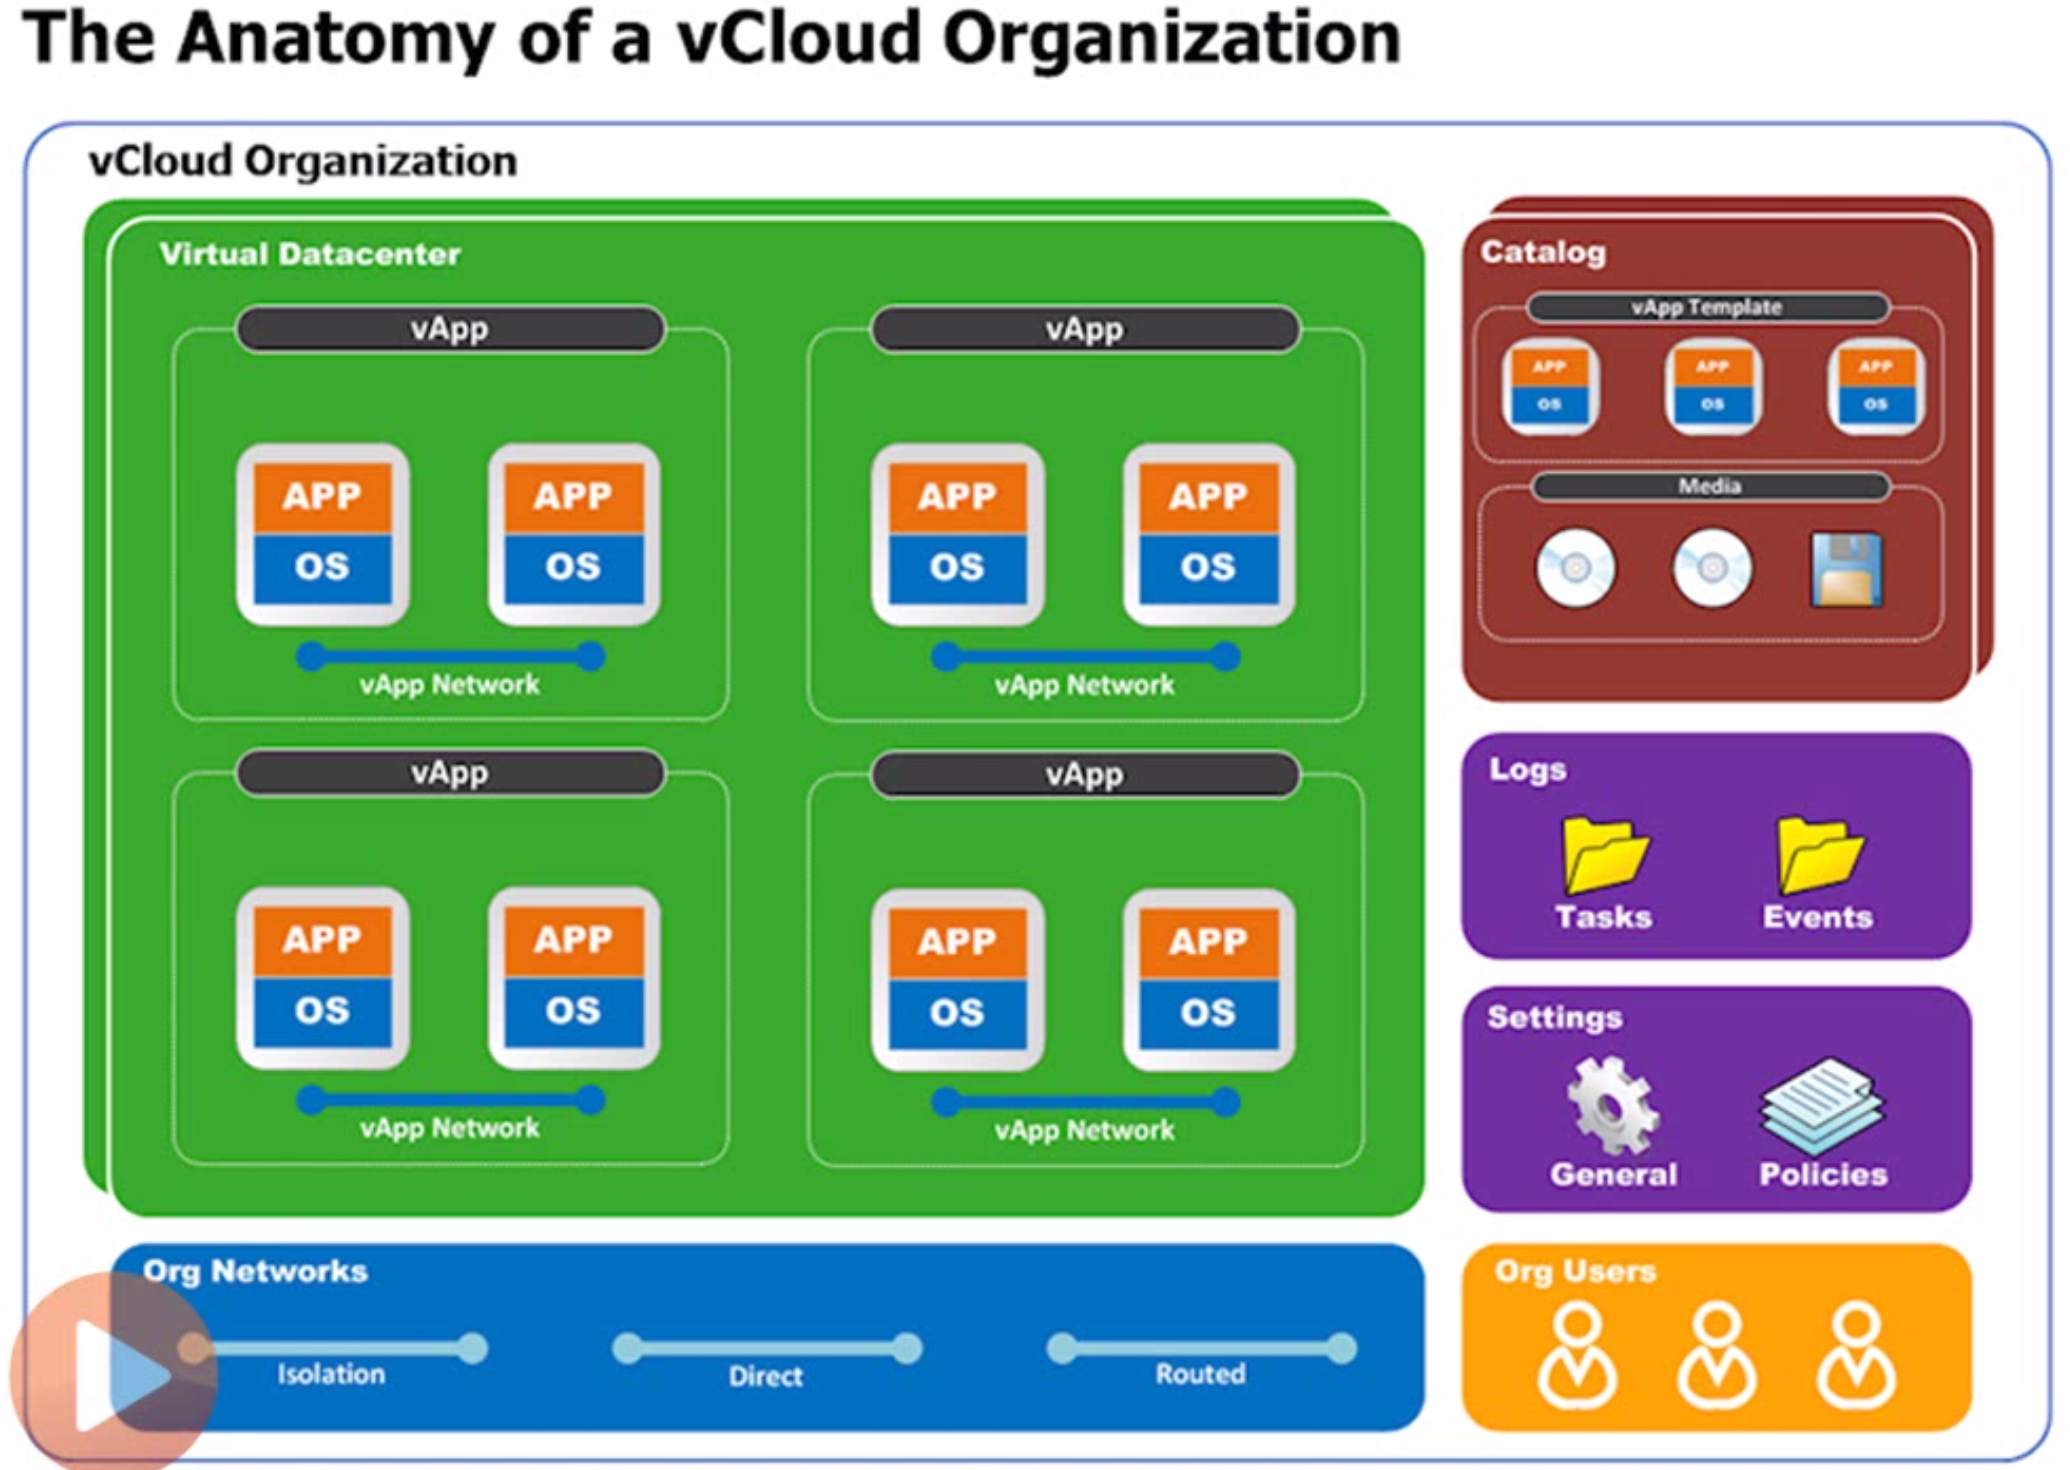 The Anatomy of a vCloud Organization
vCloud Organization
Virtual Datacenter
vApp
APP
OS
APP
OS
vApp Network
vApp
APP
OS
APP
OS
vApp Network
vApp
APP
OS
APP
OS
vApp Network
vApp
APP
OS
APP
OS
vApp Network
Catalog
vApp Template
APP
OS
APP
OS
APP
OS
Media
Logs
Tasks
Events
Settings
General
Policies
Org Networks
Isolation
Direct
Routed
Org Users